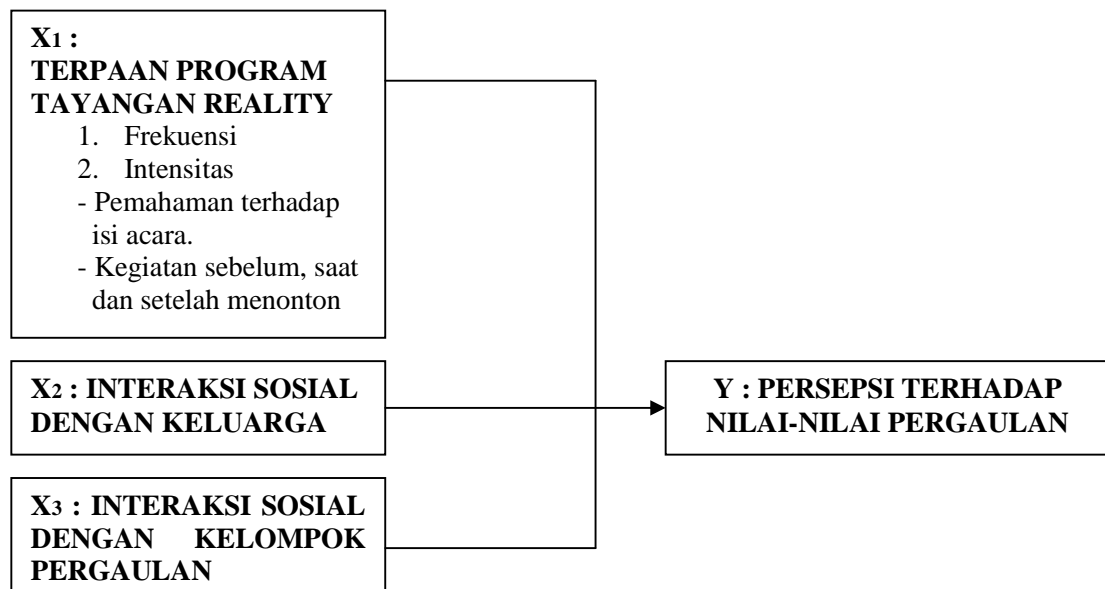 X1 :
TERPAAN PROGRAM
TAYANGAN REALITY
1. Frekuensi
2. Intensitas
- Pemahaman terhadap
isi acara.
- Kegiatan sebelum, saat
dan setelah menonton
X2 : INTERAKSI SOSIAL
DENGAN KELUARGA
X3 : INTERAKSI SOSIAL
DENGAN KELOMPOK
PERGAULAN
Y : PERSEPSI TERHADAP
NILAI-NILAI PERGAULAN